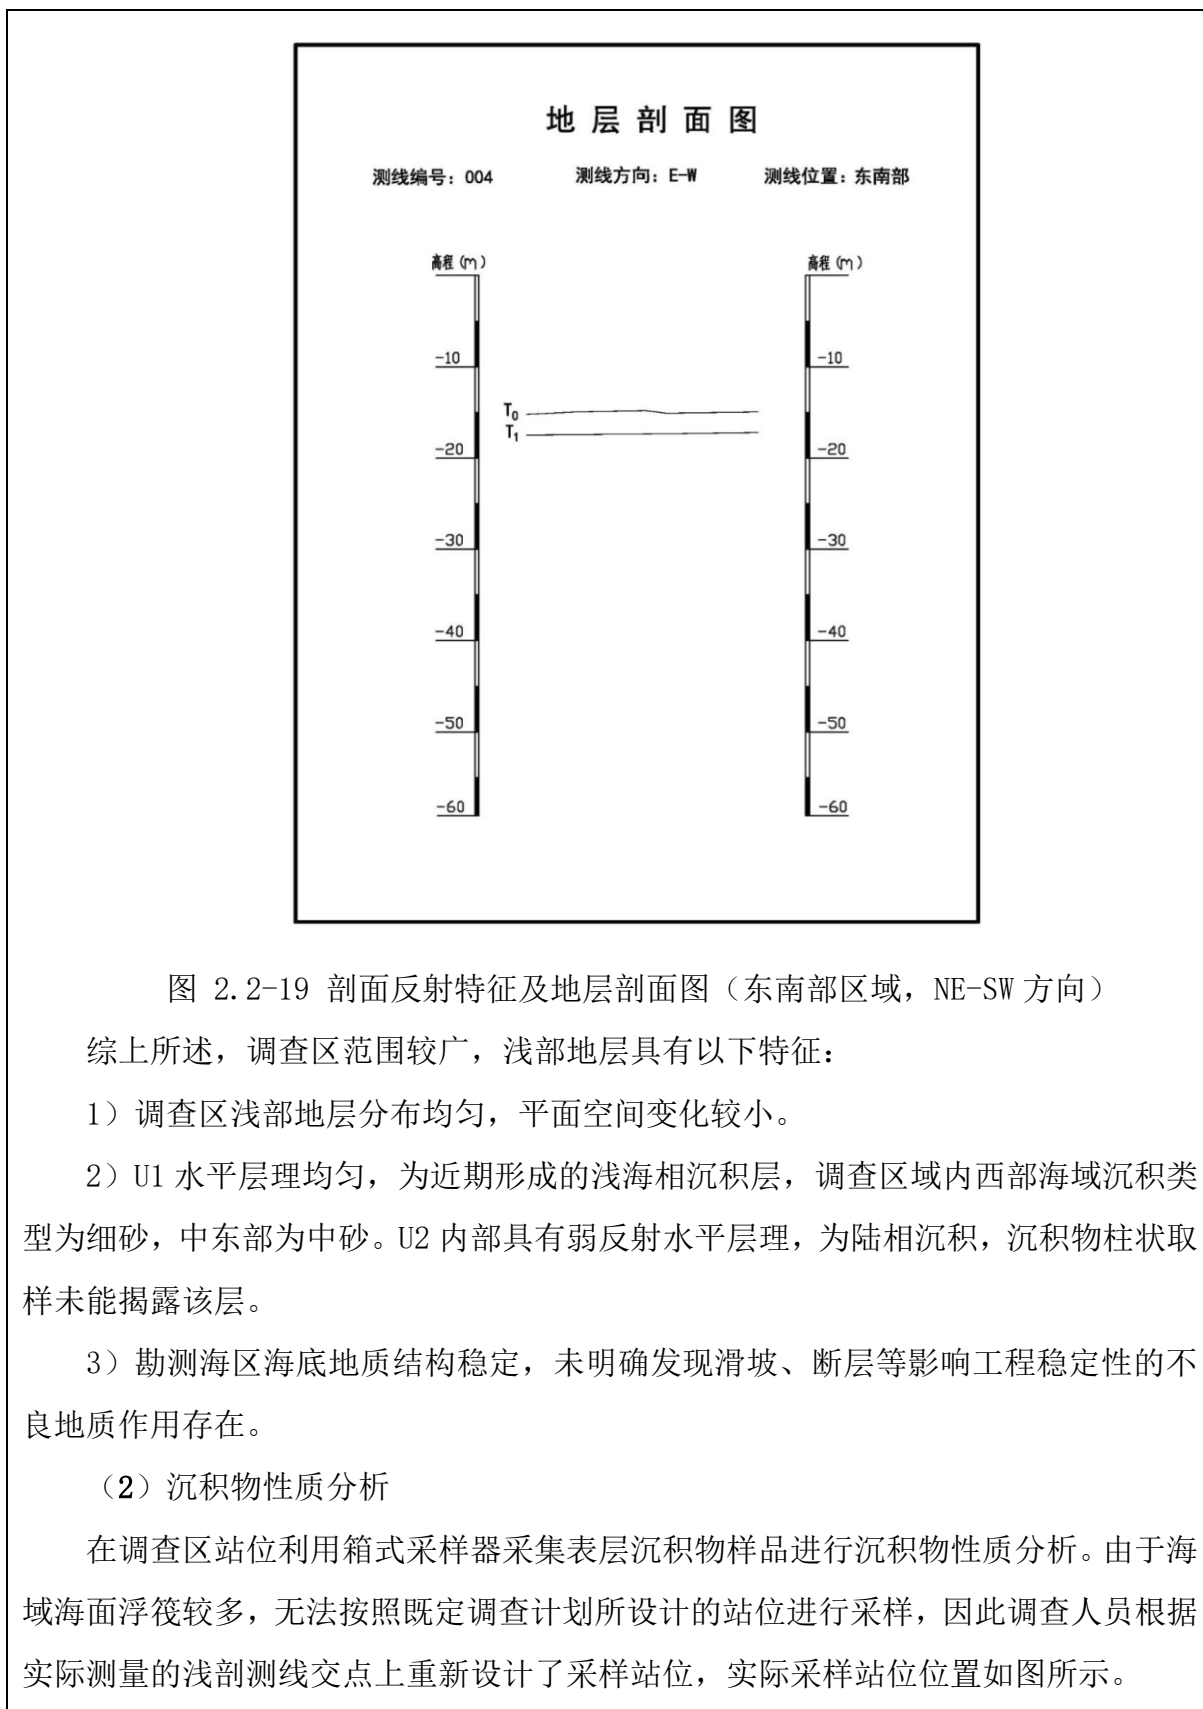 地层剖面图
测线编号：004 测线方向：E-W 测线位置：东南部
高程(m) 高程(m)
-10 -10
T0
T1
-20 -20
-30 -30
-40 -40
-50 -50
-60 -60
图 2.2-19 剖面反射特征及地层剖面图（东南部区域，NE-SW 方向）
综上所述，调查区范围较广，浅部地层具有以下特征：
1）调查区浅部地层分布均匀，平面空间变化较小。
2）U1 水平层理均匀，为近期形成的浅海相沉积层，调查区域内西部海域沉积类
型为细砂，中东部为中砂。U2 内部具有弱反射水平层理，为陆相沉积，沉积物柱状取
样未能揭露该层。
3）勘测海区海底地质结构稳定，未明确发现滑坡、断层等影响工程稳定性的不
良地质作用存在。
（2）沉积物性质分析
在调查区站位利用箱式采样器采集表层沉积物样品进行沉积物性质分析。由于海
域海面浮筏较多，无法按照既定调查计划所设计的站位进行采样，因此调查人员根据
实际测量的浅剖测线交点上重新设计了采样站位，实际采样站位位置如图所示。